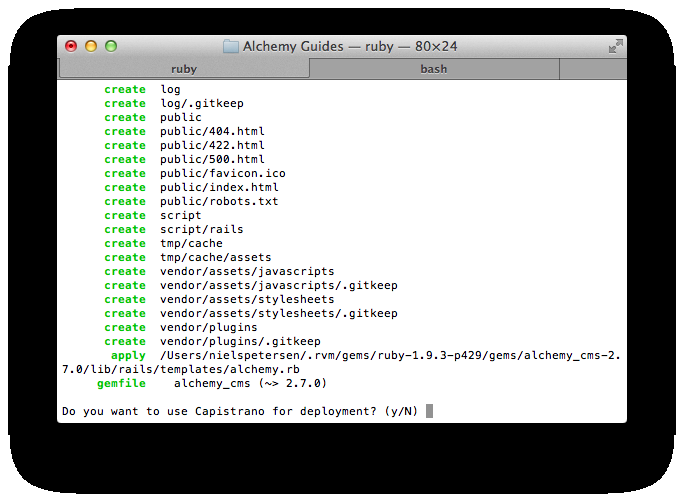 Alchemy Guides — ruby — 80×24
ruby bash
create log
create log/.gitkeep
create public
create public/404.html
create public/422.html
create public/500.html
create public/favicon.ico
create public/index.html
create public/robots.txt
create script
create script/rails
create tmp/cache
create tmp/cache/assets
create vendor/assets/javascripts
create vendor/assets/javascripts/.gitkeep
create vendor/assets/stylesheets
create vendor/assets/stylesheets/.gitkeep
create vendor/plugins
create vendor/plugins/.gitkeep
apply /Users/nielspetersen/.rvm/gems/ruby-1.9.3-p429/gems/alchemy_cms-2.
7.0/lib/rails/templates/alchemy.rb
gemfile alchemy_cms (~> 2.7.0)
Do you want to use Capistrano for deployment? (y/N)